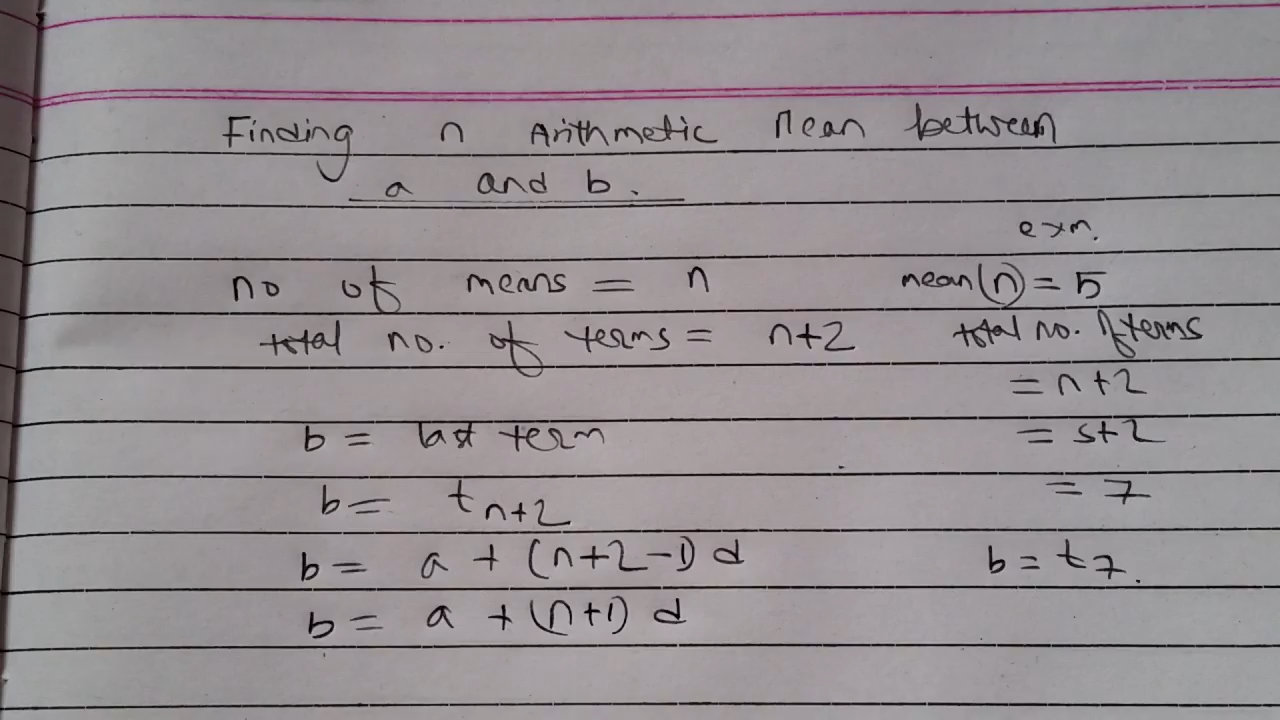 Finding n Arithmetic Mean between
a and b.
exm.
no of means = n
mean(n) = 5
total no. of terms = n+2
total no. of terms
= n+2
b = last term
= 5+2
b = t n+2
= 7
b = a + (n+2-1) d
b = t7.
b = a + (n+1) d